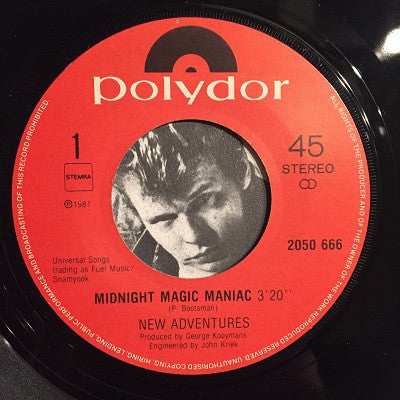 polydor
1
45
STEREO
STEMRA
℗1981
2050 666
Universal Songs
trading as Fuel Music/
Snamyook
MIDNIGHT MAGIC MANIAC 3'20''
(P. Bootsman)
NEW ADVENTURES
Produced by George Kooymans
Engineered by John Kriek
ALL RIGHTS OF THE PRODUCER AND OF THE OWNER OF THE WORK REPRODUCED RESERVED. UNAUTHORISED COPYING, HIRING, LENDING, PUBLIC PERFORMANCE AND BROADCASTING OF THIS RECORD PROHIBITED.